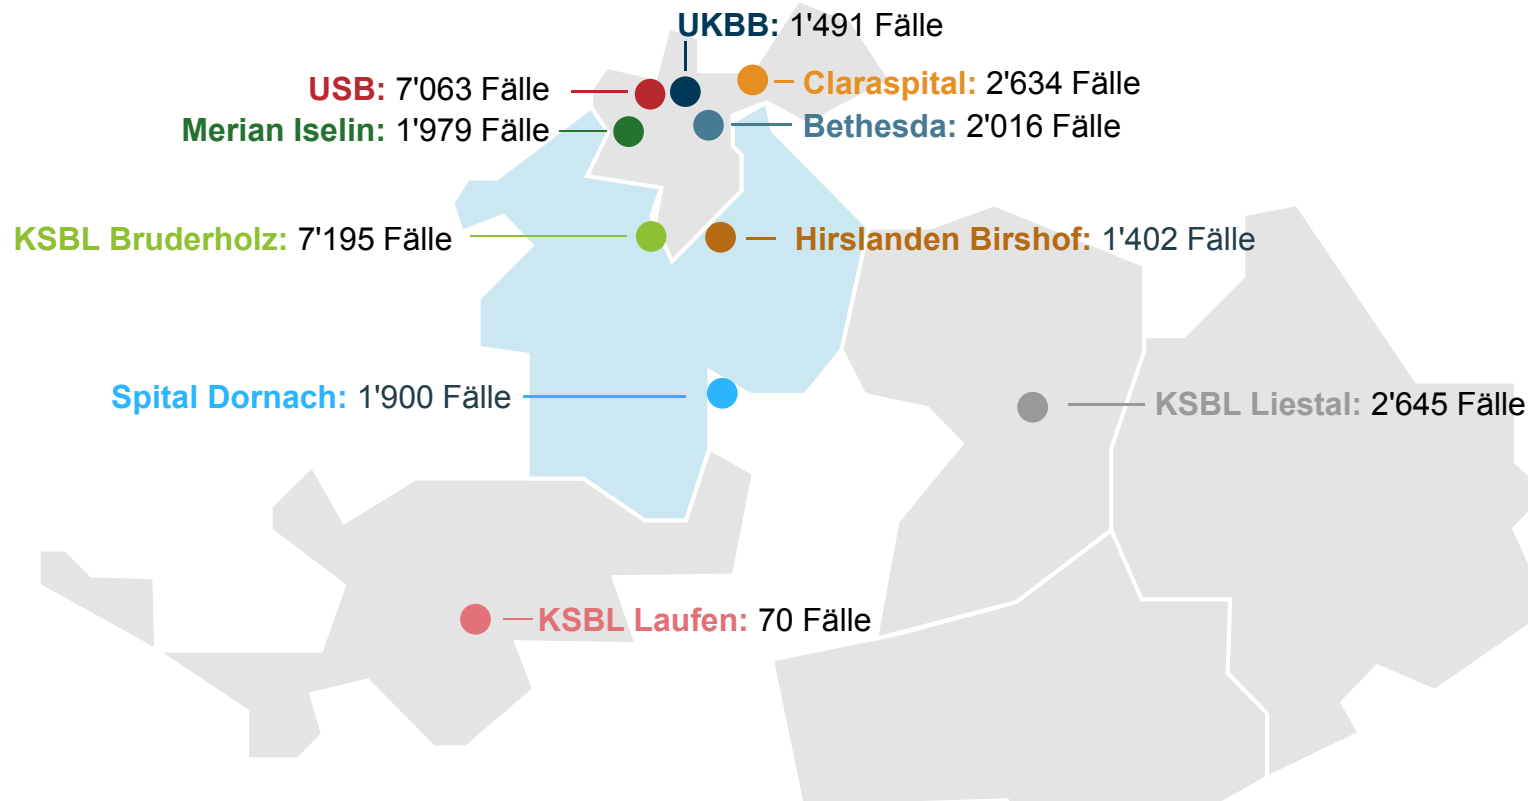 UKBB: 1'491 Fälle
USB: 7'063 Fälle
Claraspital: 2'634 Fälle
Merian Iselin: 1'979 Fälle
Bethesda: 2'016 Fälle
KSBL Bruderholz: 7'195 Fälle
Hirslanden Birshof: 1'402 Fälle
Spital Dornach: 1'900 Fälle
KSBL Liestal: 2'645 Fälle
KSBL Laufen: 70 Fälle